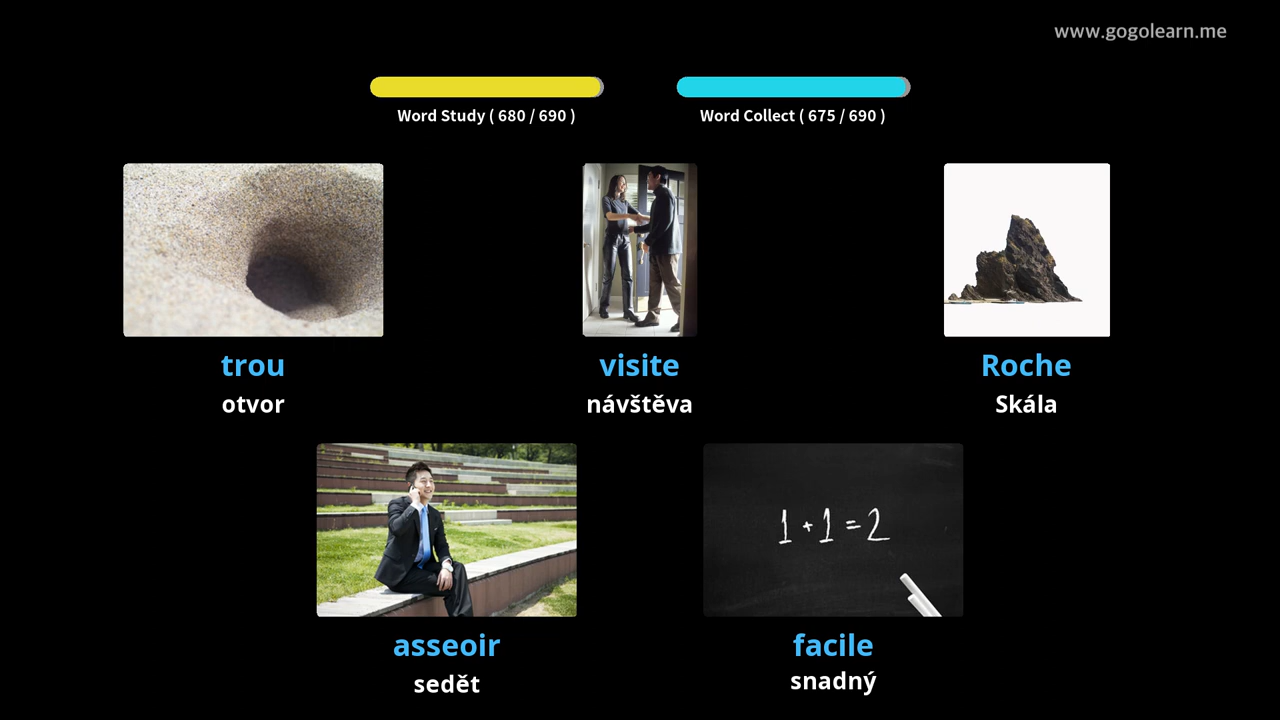 www.gogolearn.me
Word Study ( 680 / 690 )
Word Collect ( 675 / 690 )
trou
otvor
visite
návštěva
Roche
Skála
1 + 1 = 2
asseoir
sedět
facile
snadný